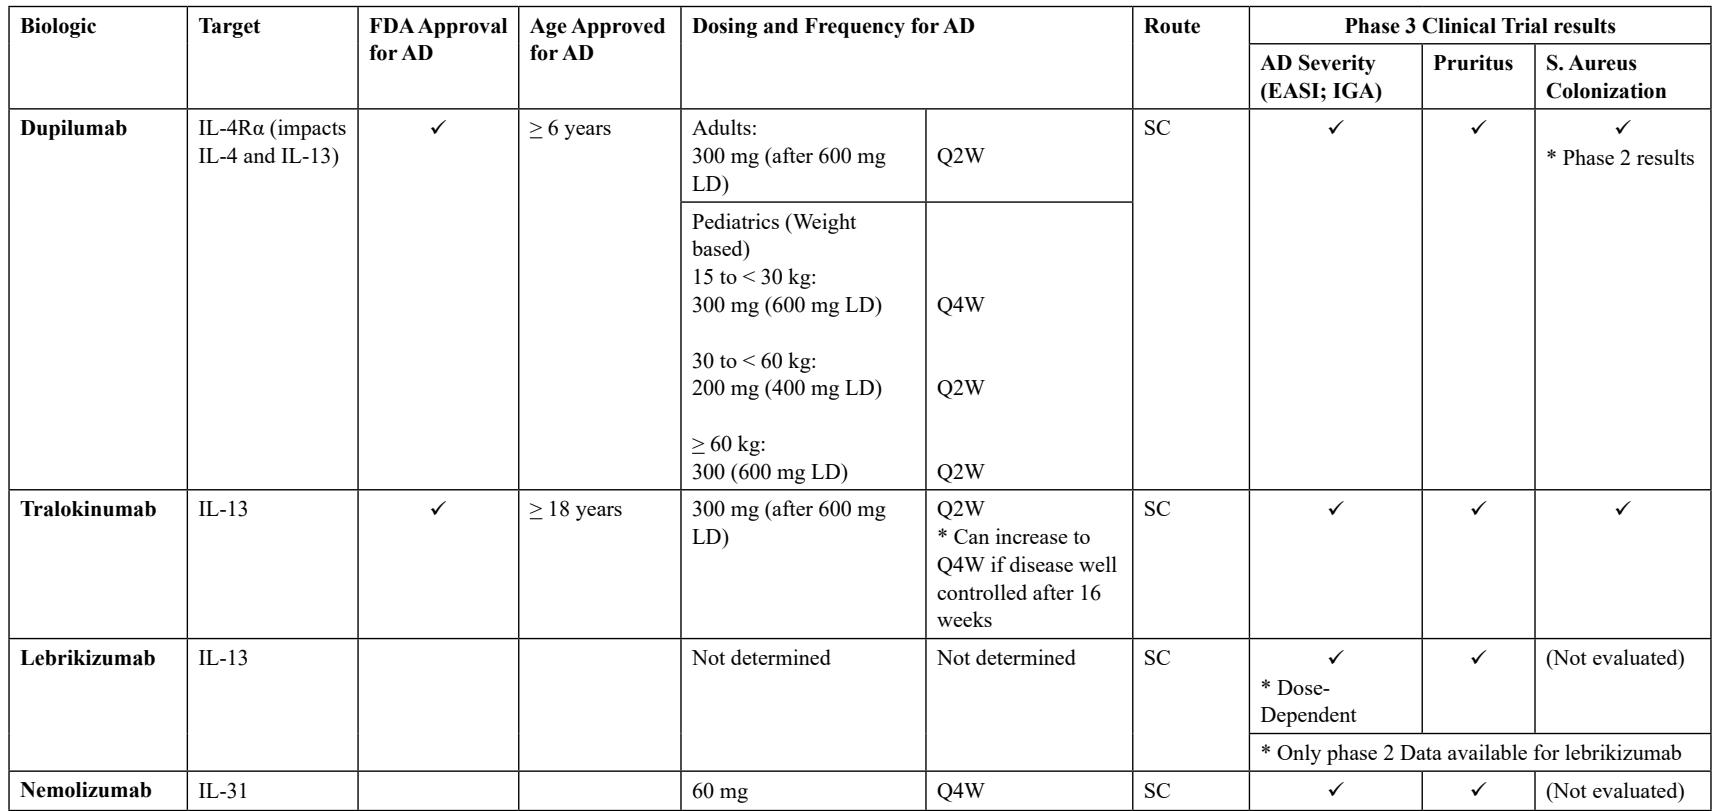 Biologic Target FDA Approval for AD Age Approved for AD Dosing and Frequency for AD Route Phase 3 Clinical Trial results
AD Severity (EASI; IGA) Pruritus S. Aureus Colonization
Dupilumab IL-4Rα (impacts IL-4 and IL-13) ✓ ≥ 6 years
Adults:
300 mg (after 600 mg LD) Q2W
SC ✓ ✓ ✓
* Phase 2 results
Pediatrics (Weight based)
15 to < 30 kg:
300 mg (600 mg LD) Q4W
30 to < 60 kg:
200 mg (400 mg LD) Q2W
≥ 60 kg:
300 (600 mg LD) Q2W
Tralokinumab IL-13 ✓ ≥ 18 years 300 mg (after 600 mg LD) Q2W
* Can increase to Q4W if disease well controlled after 16 weeks
SC ✓ ✓ ✓
Lebrikizumab IL-13 Not determined Not determined SC ✓
* Dose-Dependent
✓ (Not evaluated)
* Only phase 2 Data available for lebrikizumab
Nemolizumab IL-31 60 mg Q4W SC ✓ ✓ (Not evaluated)